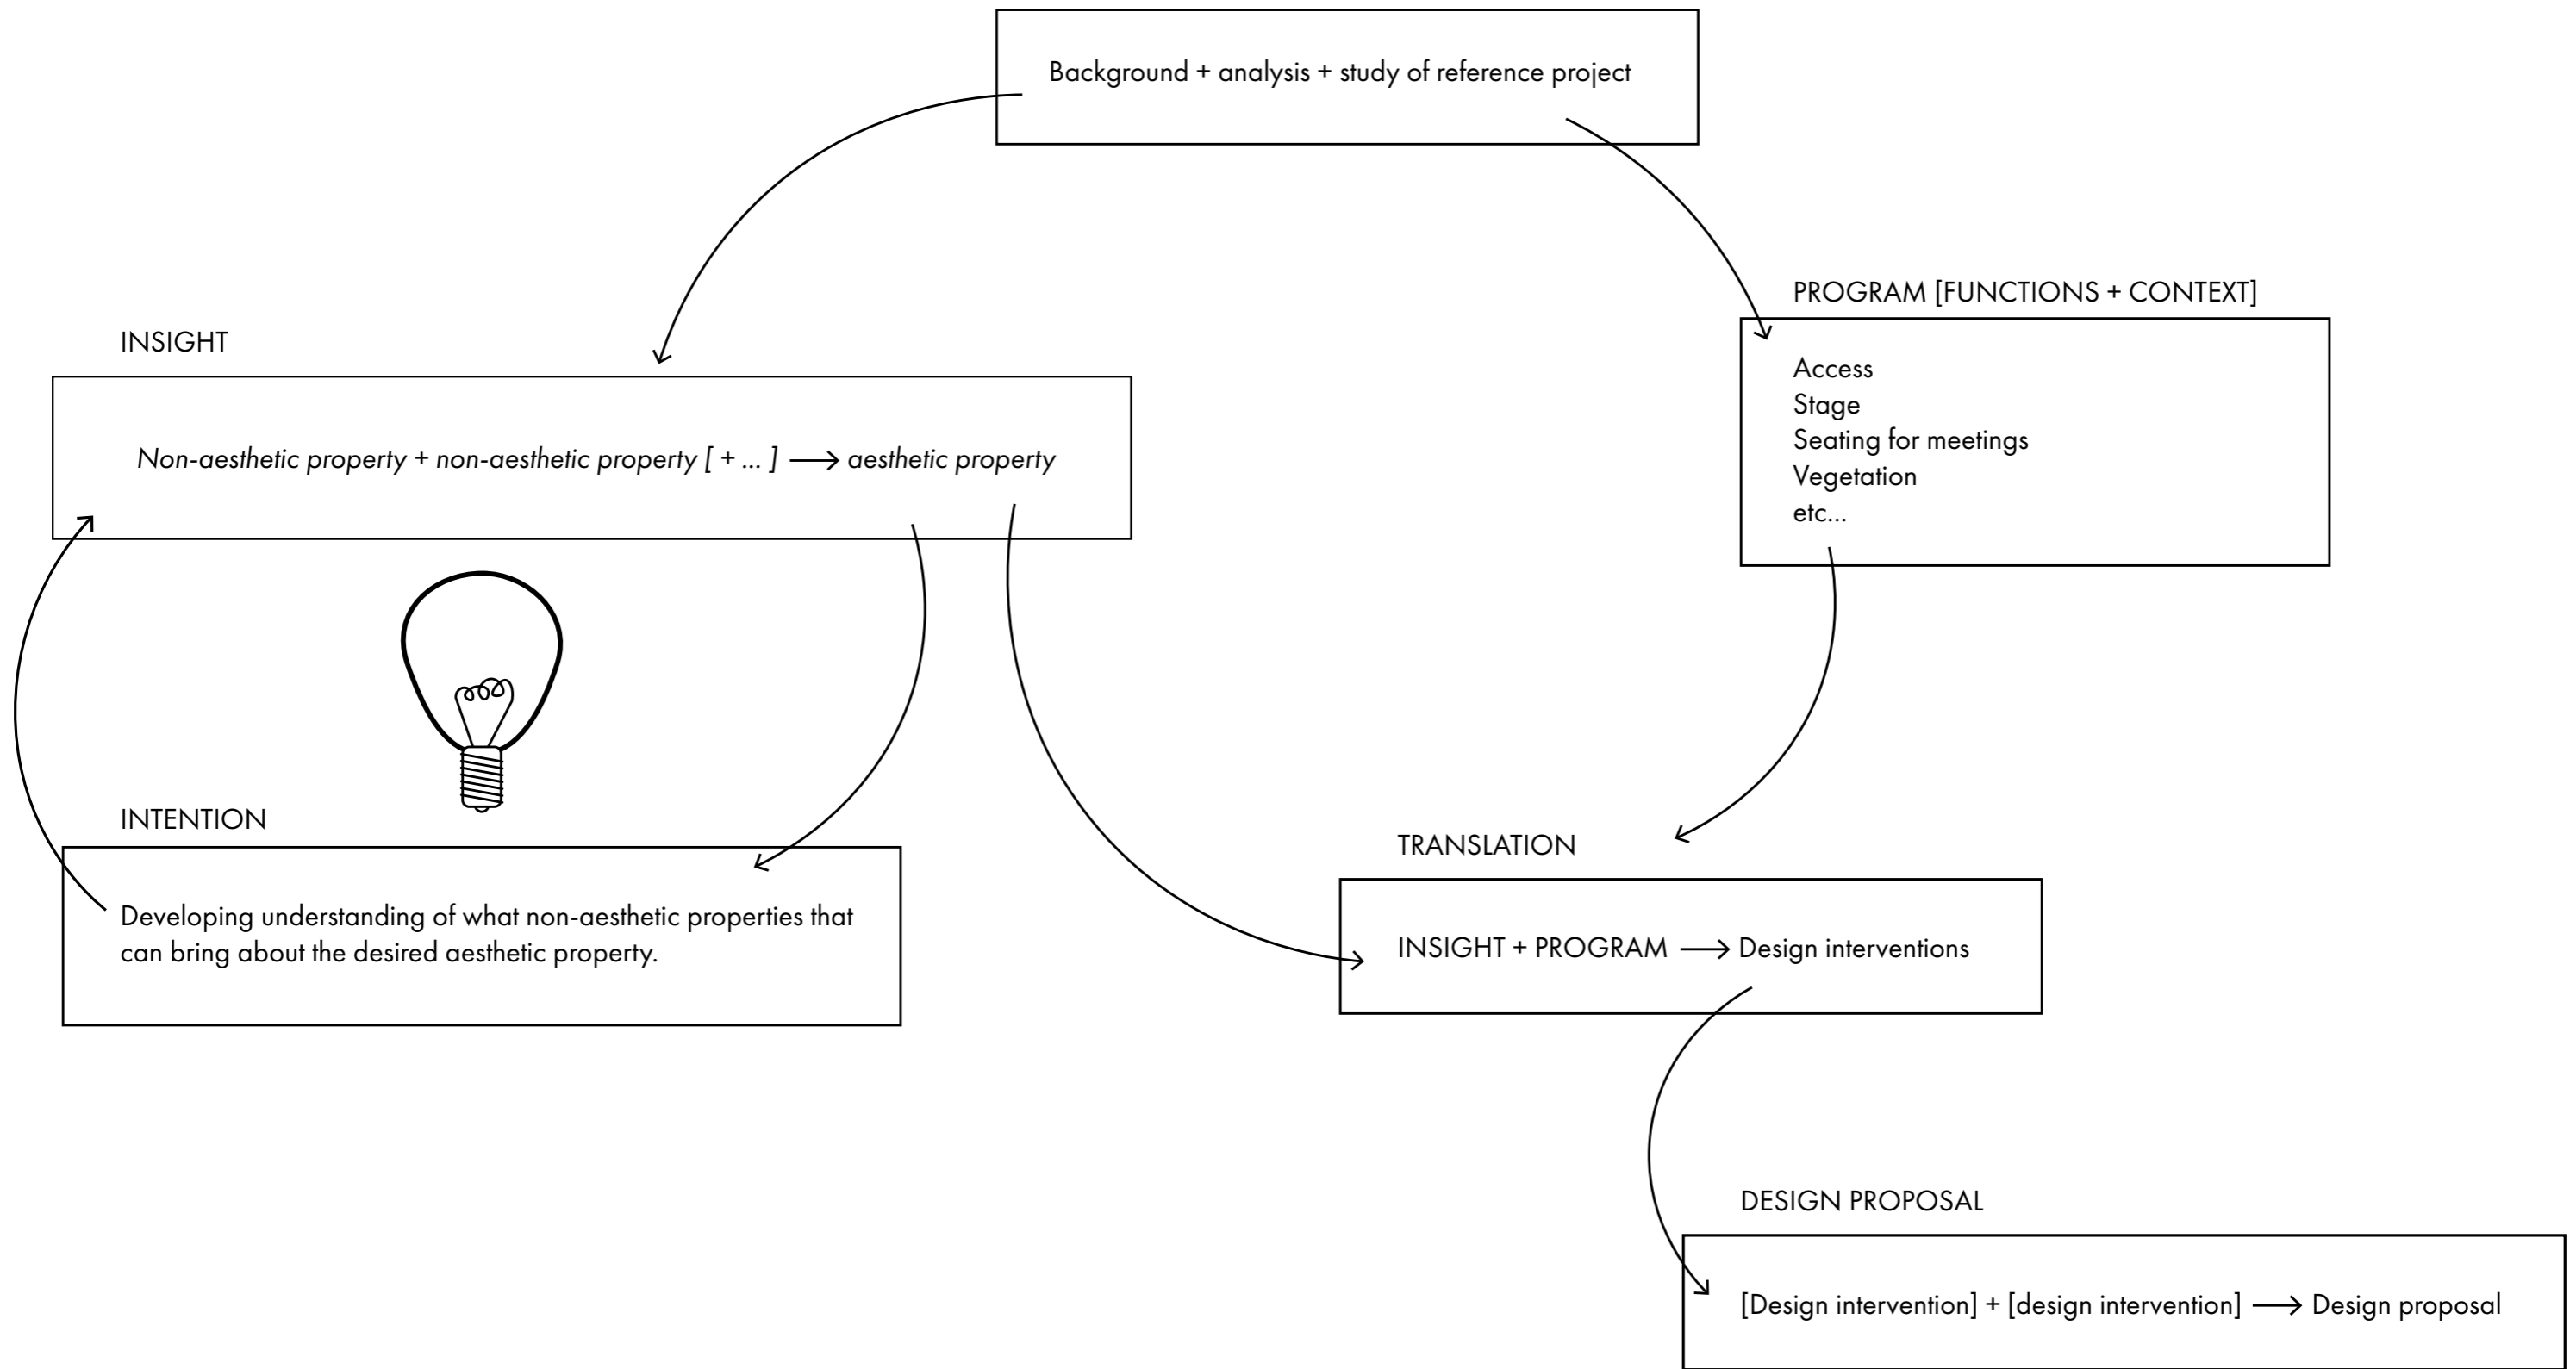 Background + analysis + study of reference project
PROGRAM [FUNCTIONS + CONTEXT]
Access
Stage
Seating for meetings
Vegetation
etc...
INSIGHT
Non-aesthetic property + non-aesthetic property [ + ... ] ⟶ aesthetic property
INTENTION
Developing understanding of what non-aesthetic properties that
can bring about the desired aesthetic property.
TRANSLATION
INSIGHT + PROGRAM ⟶ Design interventions
DESIGN PROPOSAL
[Design intervention] + [design intervention] ⟶ Design proposal